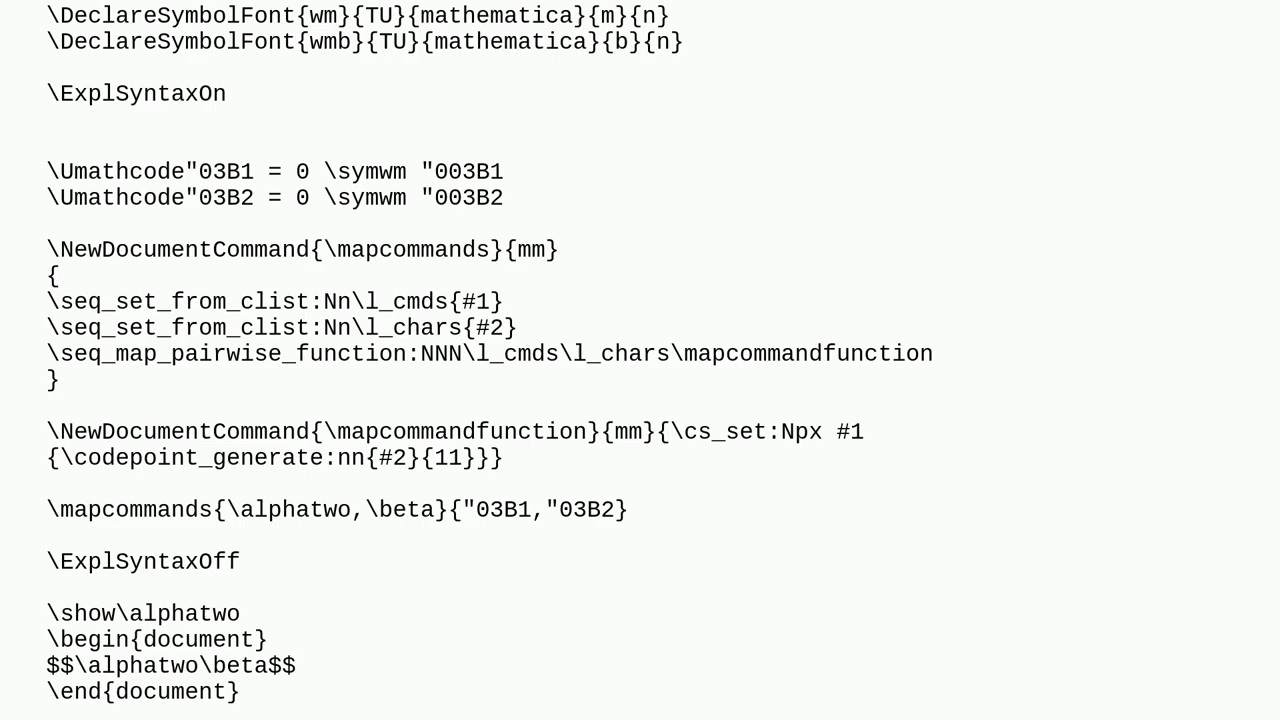 \DeclareSymbolFont{wm}{TU}{mathematica}{m}{n}
\DeclareSymbolFont{wmb}{TU}{mathematica}{b}{n}
\ExplSyntaxOn
\Umathcode"03B1 = 0 \symwm "003B1
\Umathcode"03B2 = 0 \symwm "003B2
\NewDocumentCommand{\mapcommands}{mm}
{
\seq_set_from_clist:Nn\l_cmds{#1}
\seq_set_from_clist:Nn\l_chars{#2}
\seq_map_pairwise_function:NNN\l_cmds\l_chars\mapcommandfunction
}
\NewDocumentCommand{\mapcommandfunction}{mm}{\cs_set:Npx #1
{\codepoint_generate:nn{#2}{11}}}
\mapcommands{\alphatwo,\beta}{"03B1,"03B2}
\ExplSyntaxOff
\show\alphatwo
\begin{document}
$$\alphatwo\beta$$
\end{document}